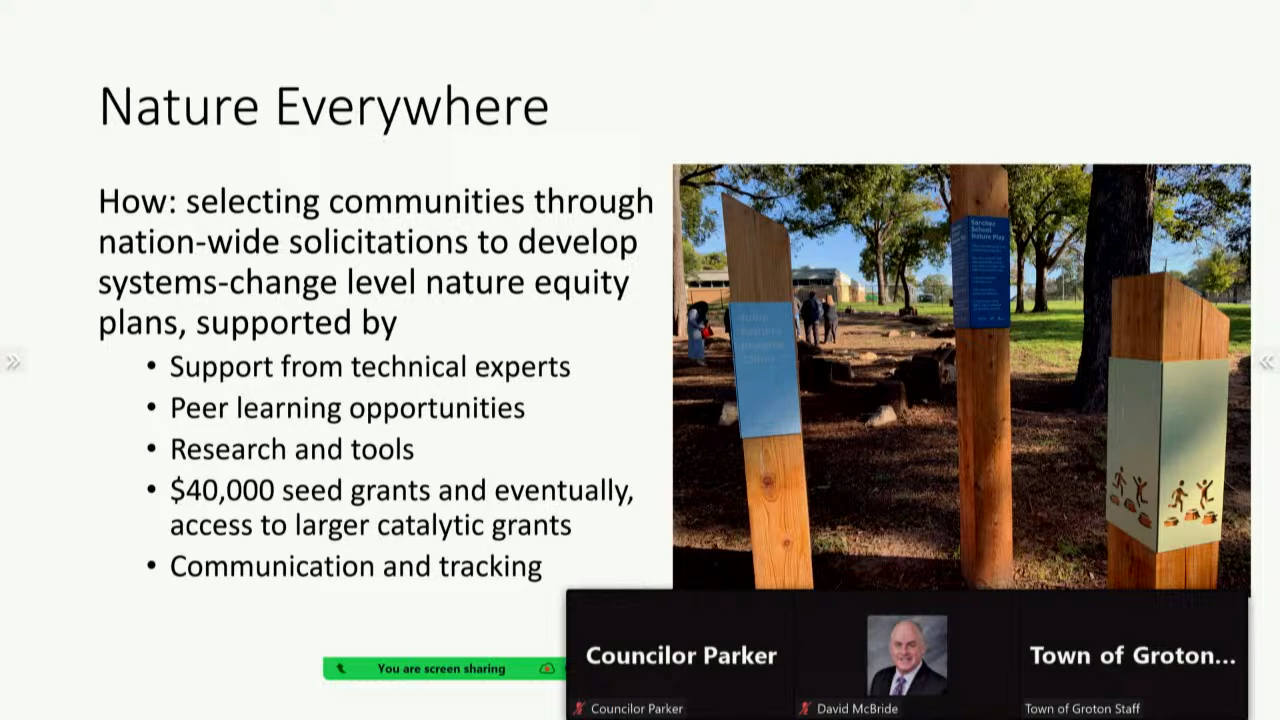 Nature Everywhere
How: selecting communities through
nation-wide solicitations to develop
systems-change level nature equity
plans, supported by
• Support from technical experts
• Peer learning opportunities
• Research and tools
• $40,000 seed grants and eventually,
access to larger catalytic grants
• Communication and tracking
School
Nature Play
You are screen sharing
Councilor Parker
Town of Groton...
Councilor Parker
David McBride
Town of Groton Staff